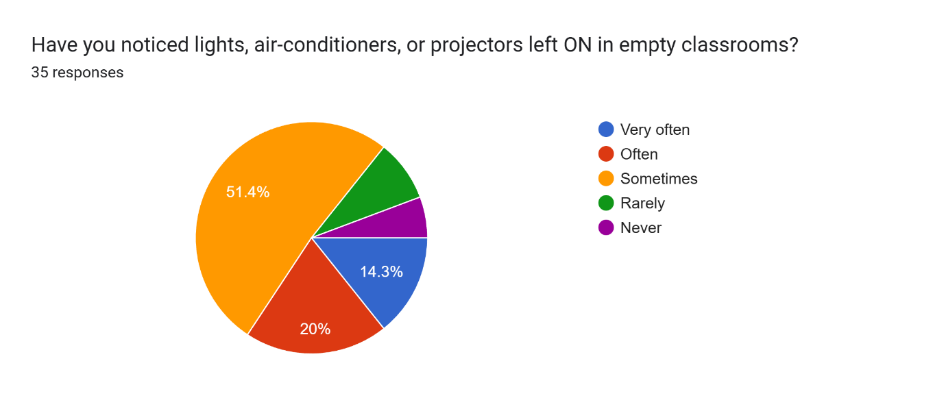 Have you noticed lights, air-conditioners, or projectors left ON in empty classrooms?
35 responses
51.4%
14.3%
20%
Very often
Often
Sometimes
Rarely
Never